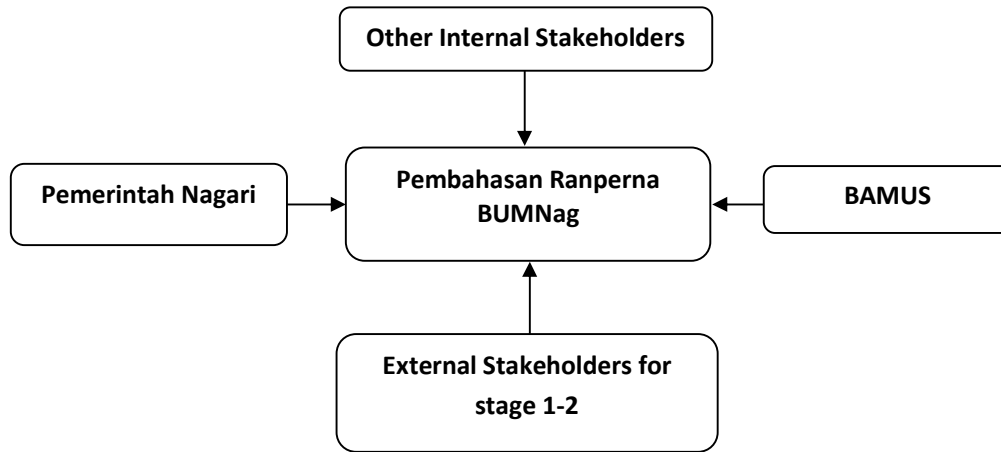 Other Internal Stakeholders
Pemerintah Nagari
Pembahasan Ranperna
BUMNag
BAMUS
External Stakeholders for
stage 1-2